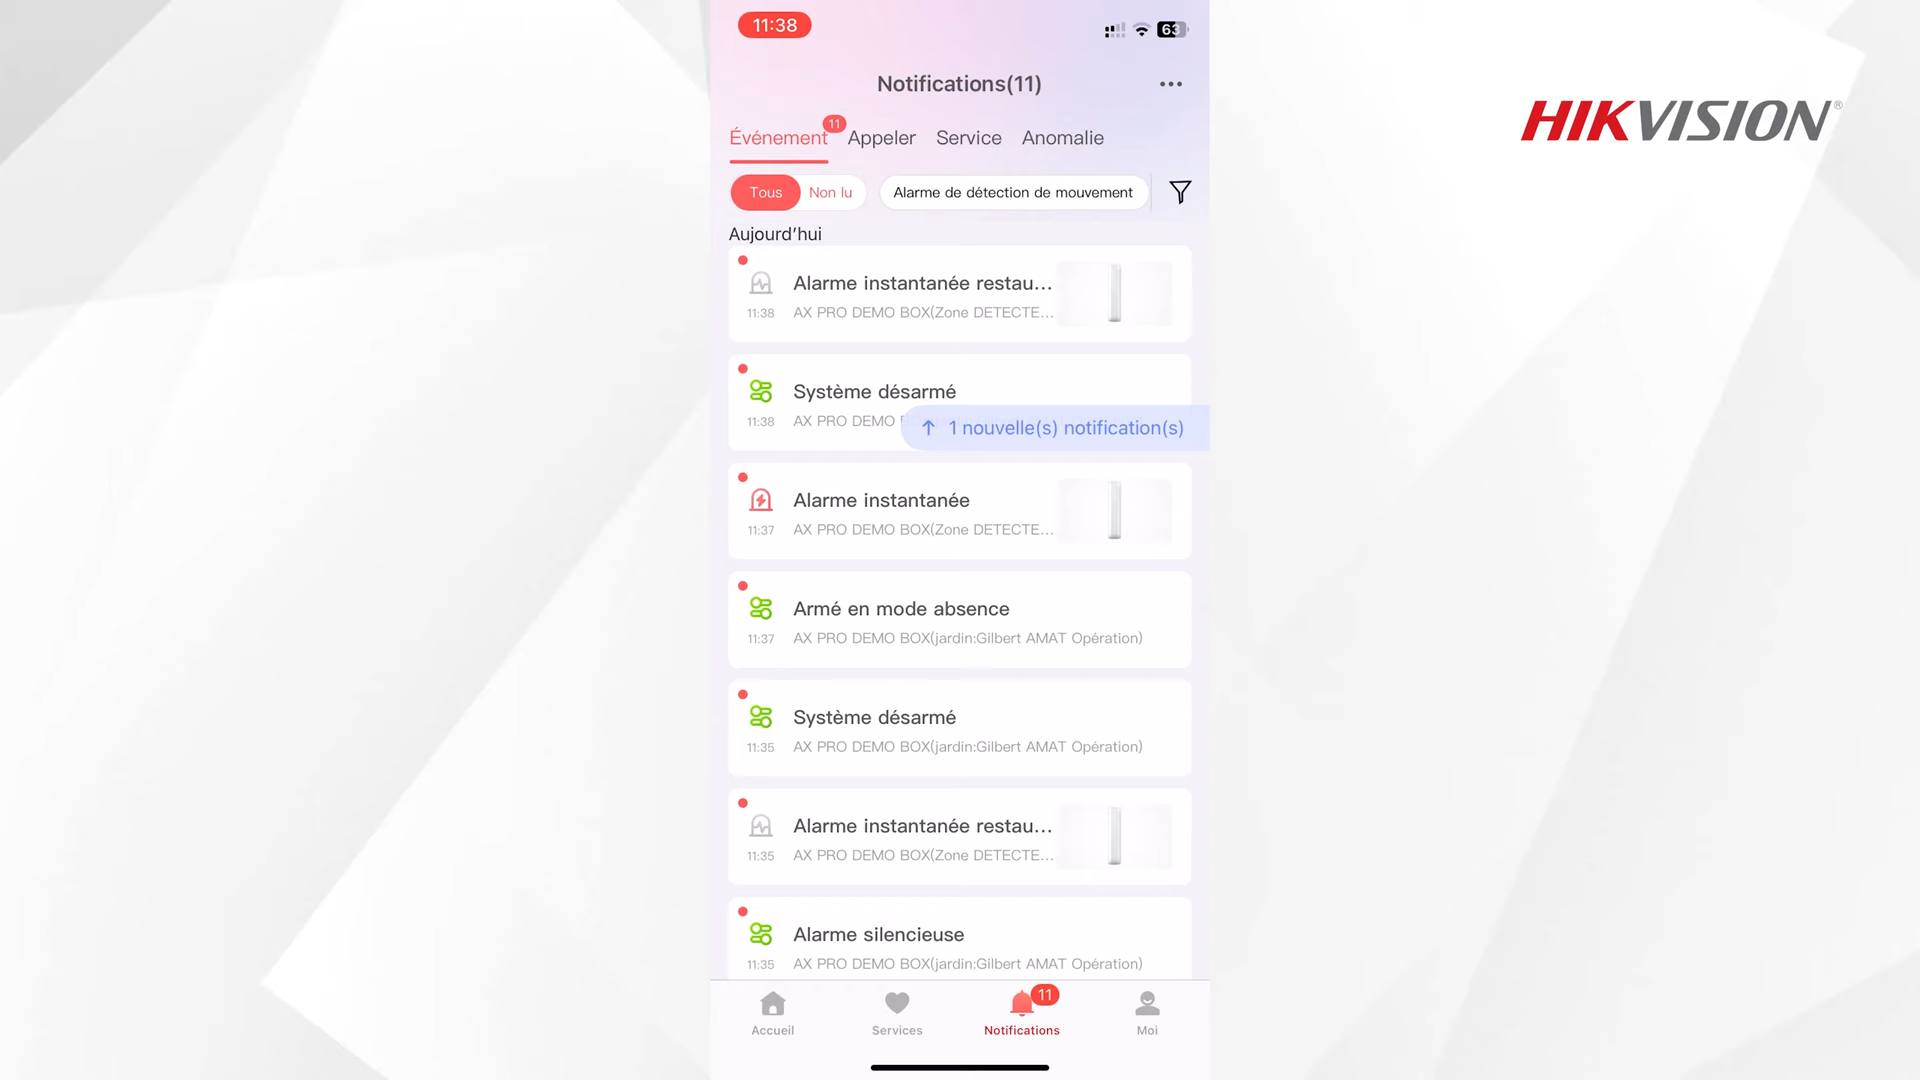 11:38
63
Notifications(11)
HIKVISION®
11
Événement
Appeler
Service
Anomalie
Tous
Non lu
Alarme de détection de mouvement
Aujourd'hui
Alarme instantanée restau...
11:38
AX PRO DEMO BOX(Zone DETECTE...
Système désarmé
11:38
AX PRO DEMO
1 nouvelle(s) notification(s)
Alarme instantanée
11:37
AX PRO DEMO BOX(Zone DETECTE...
Armé en mode absence
11:37
AX PRO DEMO BOX(jardin:Gilbert AMAT Opération)
Système désarmé
11:35
AX PRO DEMO BOX(jardin:Gilbert AMAT Opération)
Alarme instantanée restau...
11:35
AX PRO DEMO BOX(Zone DETECTE...
Alarme silencieuse
11:35
AX PRO DEMO BOX(jardin:Gilbert AMAT Opération)
11
Accueil
Services
Notifications
Moi